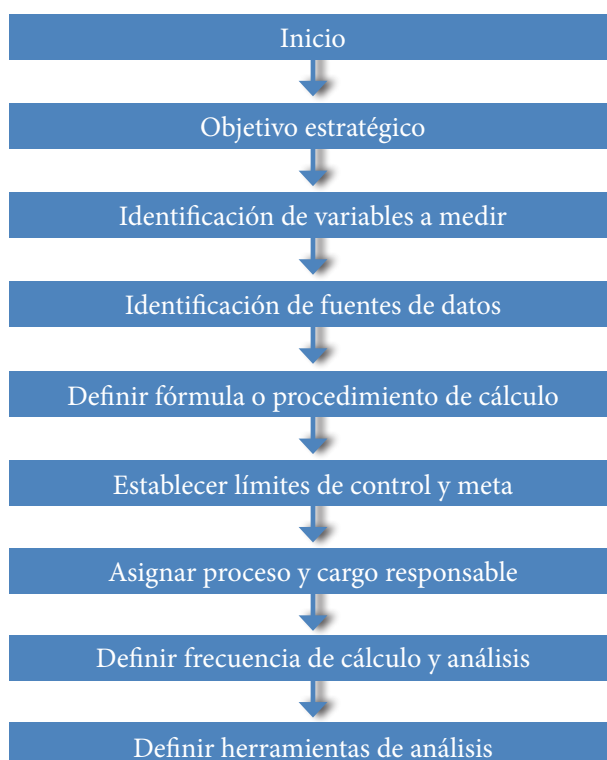 Inicio
Objetivo estratégico
Identificación de variables a medir
Identificación de fuentes de datos
Definir fórmula o procedimiento de cálculo
Establecer límites de control y meta
Asignar proceso y cargo responsable
Definir frecuencia de cálculo y análisis
Definir herramientas de análisis